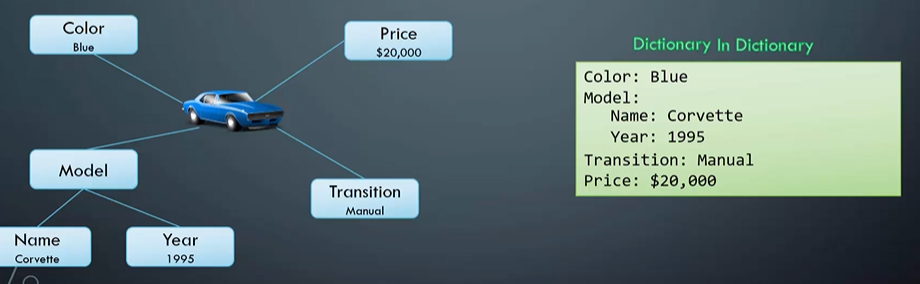 Color
Blue
Price
$20,000
Model
Transition
Manual
Name
Corvette
Year
1995
Dictionary In Dictionary
Color: Blue
Model:
   Name: Corvette
   Year: 1995
Transition: Manual
Price: $20,000